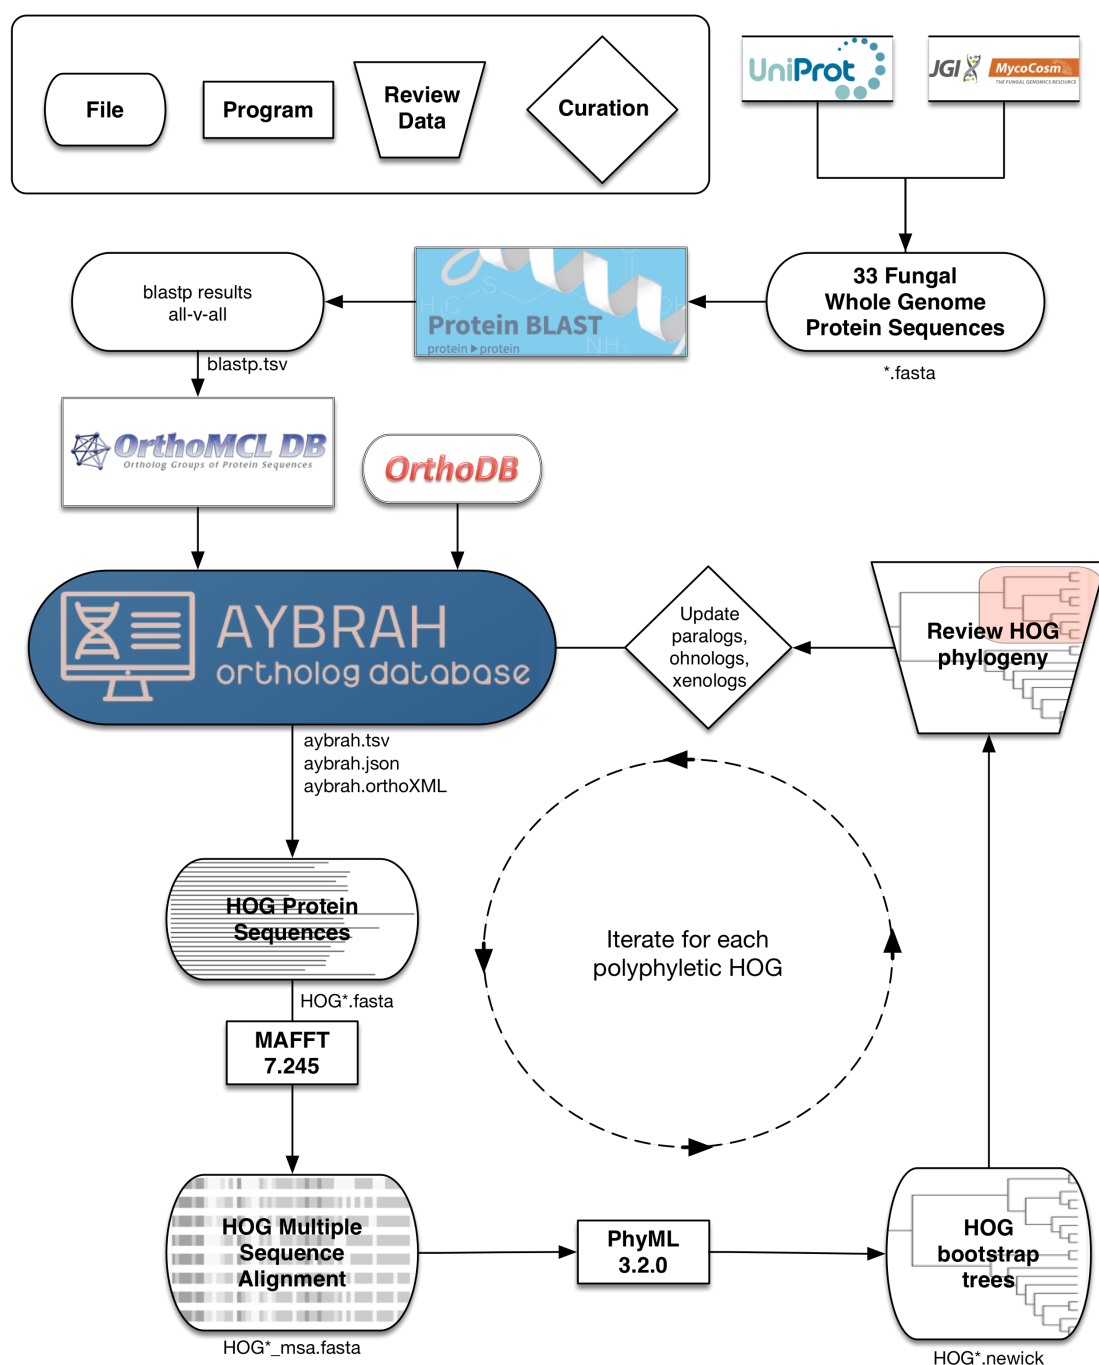 File
Program
Review
Data
Curation
UniProt
JGI
MycoCosm
THE FUNGAL GENOMICS RESOURCE
33 Fungal
Whole Genome
Protein Sequences
*.fasta
H₃C
S
O
OH
NH₂
Protein BLAST
protein ▶ protein
blastp results
all-v-all
blastp.tsv
OrthoMCL DB
Ortholog Groups of Protein Sequences
OrthoDB
AYBRAH
ortholog database
Update
paralogs,
ohnologs,
xenologs
Review HOG
phylogeny
aybrah.tsv
aybrah.json
aybrah.orthoXML
HOG Protein
Sequences
HOG*.fasta
Iterate for each
polyphyletic HOG
MAFFT
7.245
HOG Multiple
Sequence
Alignment
HOG*_msa.fasta
PhyML
3.2.0
HOG
bootstrap
trees
HOG*.newick